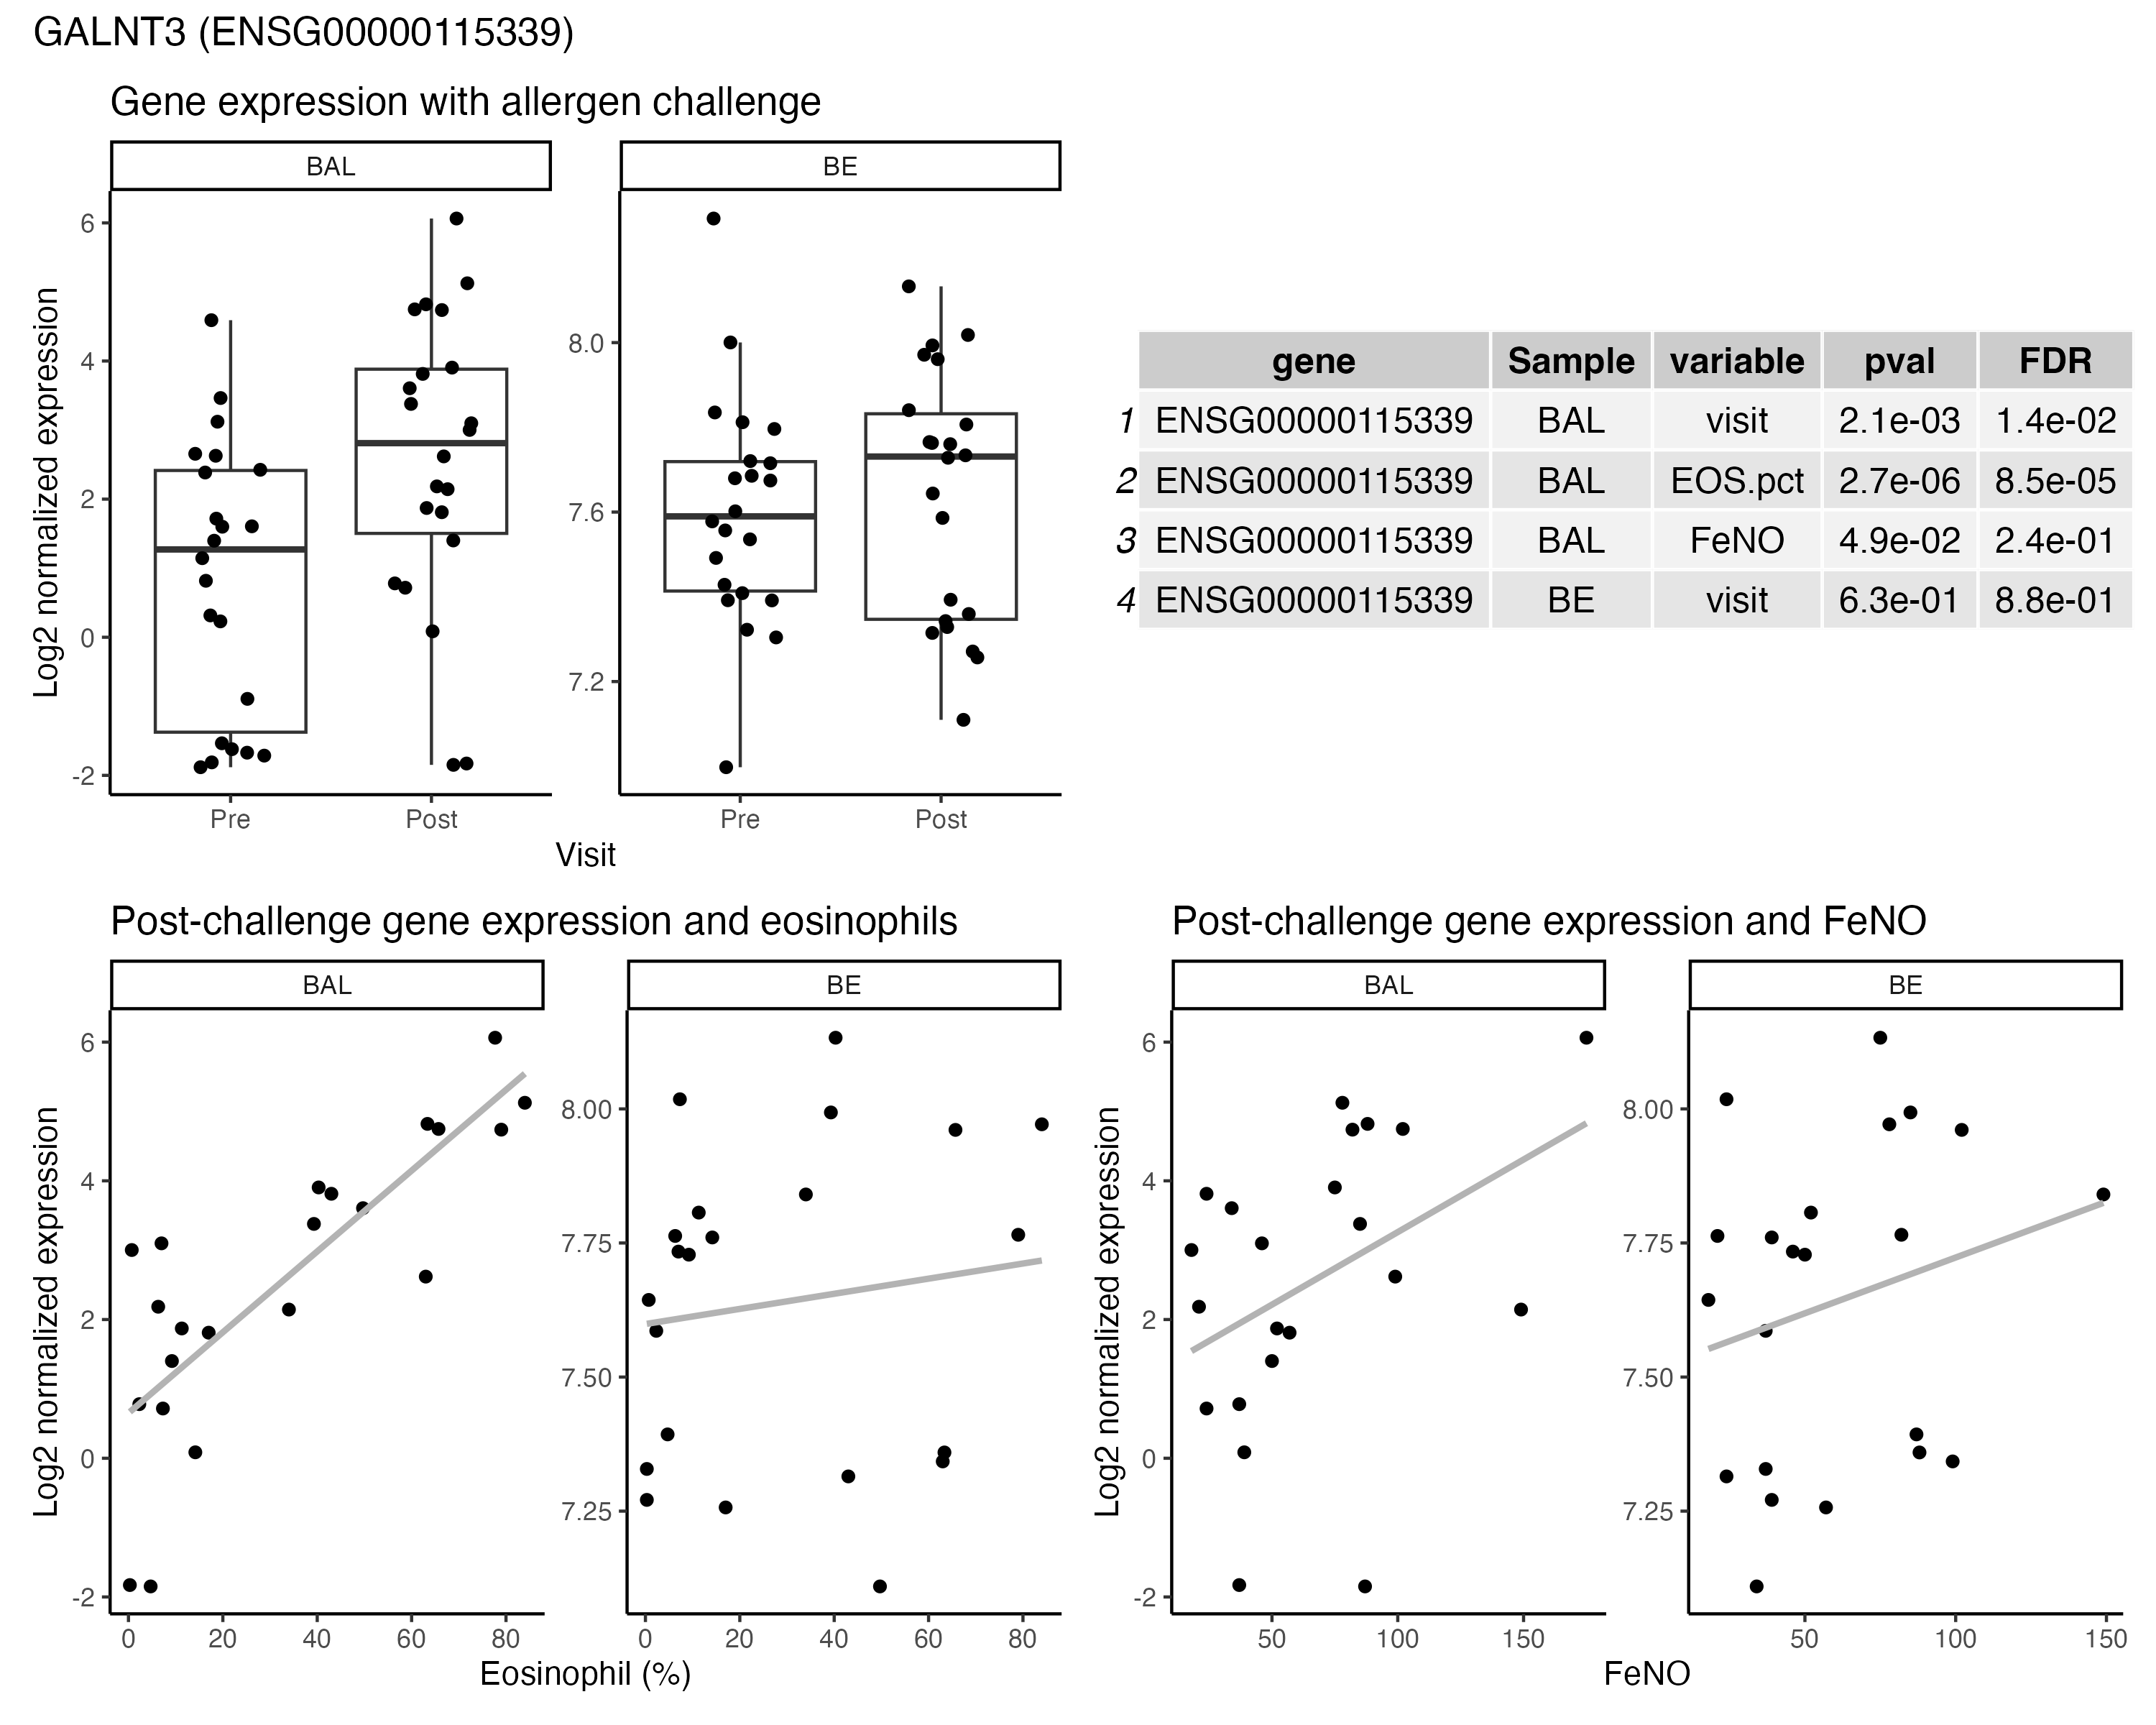 GALNT3 (ENSG00000115339)
Gene expression with allergen challenge
BAL
BE
Log2 normalized expression
6
4
2
0
-2
8.0
7.6
7.2
Pre
Post
Pre
Post
Visit
gene Sample variable pval FDR
1 ENSG00000115339 BAL visit 2.1e-03 1.4e-02
2 ENSG00000115339 BAL EOS.pct 2.7e-06 8.5e-05
3 ENSG00000115339 BAL FeNO 4.9e-02 2.4e-01
4 ENSG00000115339 BE visit 6.3e-01 8.8e-01
Post-challenge gene expression and eosinophils
BAL
BE
Log2 normalized expression
6
4
2
0
-2
8.00
7.75
7.50
7.25
0 20 40 60 80
0 20 40 60 80
Eosinophil (%)
Post-challenge gene expression and FeNO
BAL
BE
Log2 normalized expression
6
4
2
0
-2
8.00
7.75
7.50
7.25
50 100 150
50 100 150
FeNO